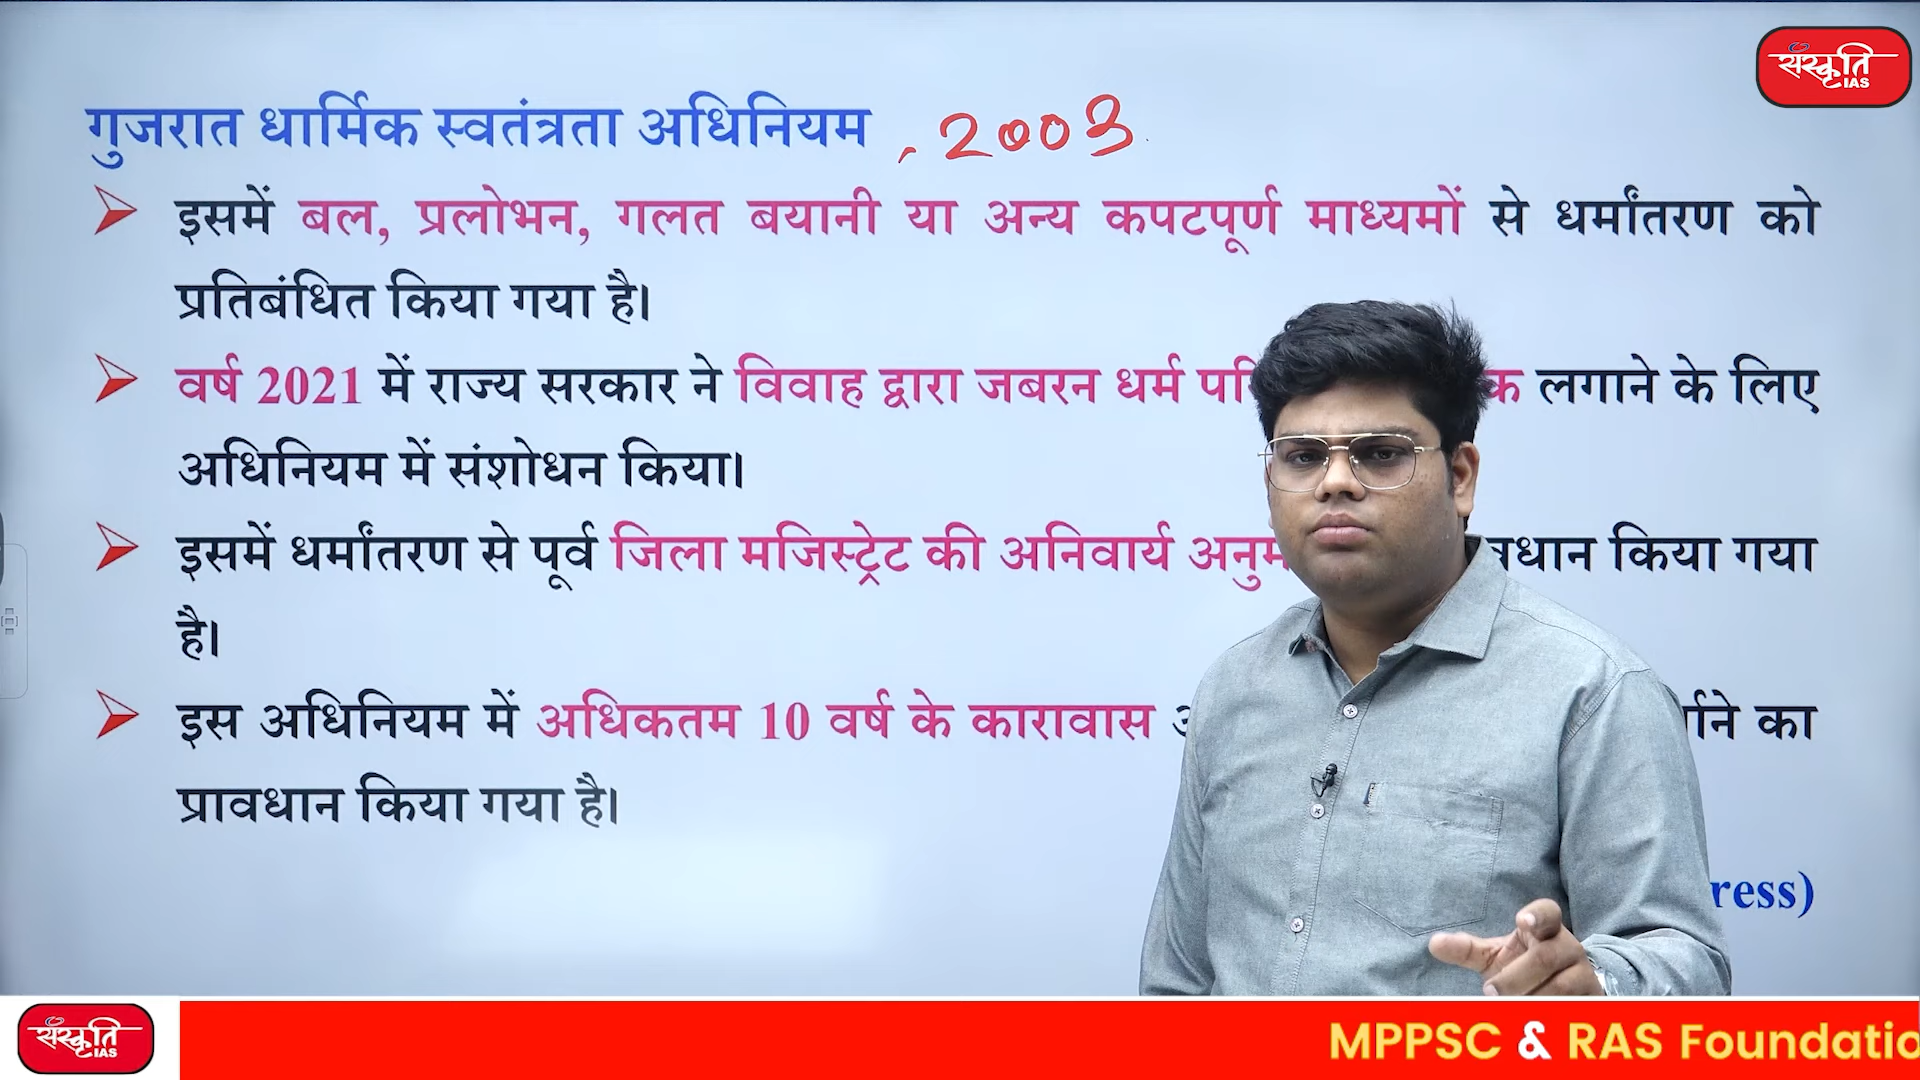 संस्कृति
IAS
गुजरात धार्मिक स्वतंत्रता अधिनियम , 2003
इसमें बल, प्रलोभन, गलत बयानी या अन्य कपटपूर्ण माध्यमों से धर्मांतरण को
प्रतिबंधित किया गया है।
वर्ष 2021 में राज्य सरकार ने विवाह द्वारा जबरन धर्म लगाने के लिए
अधिनियम में संशोधन किया।
इसमें धर्मांतरण से पूर्व जिला मजिस्ट्रेट की अनिवार्य किया गया
है।
इस अधिनियम में अधिकतम 10 वर्ष के कारावास का
प्रावधान किया गया है।
ress)
संस्कृति
IAS
MPPSC & RAS Foundatio